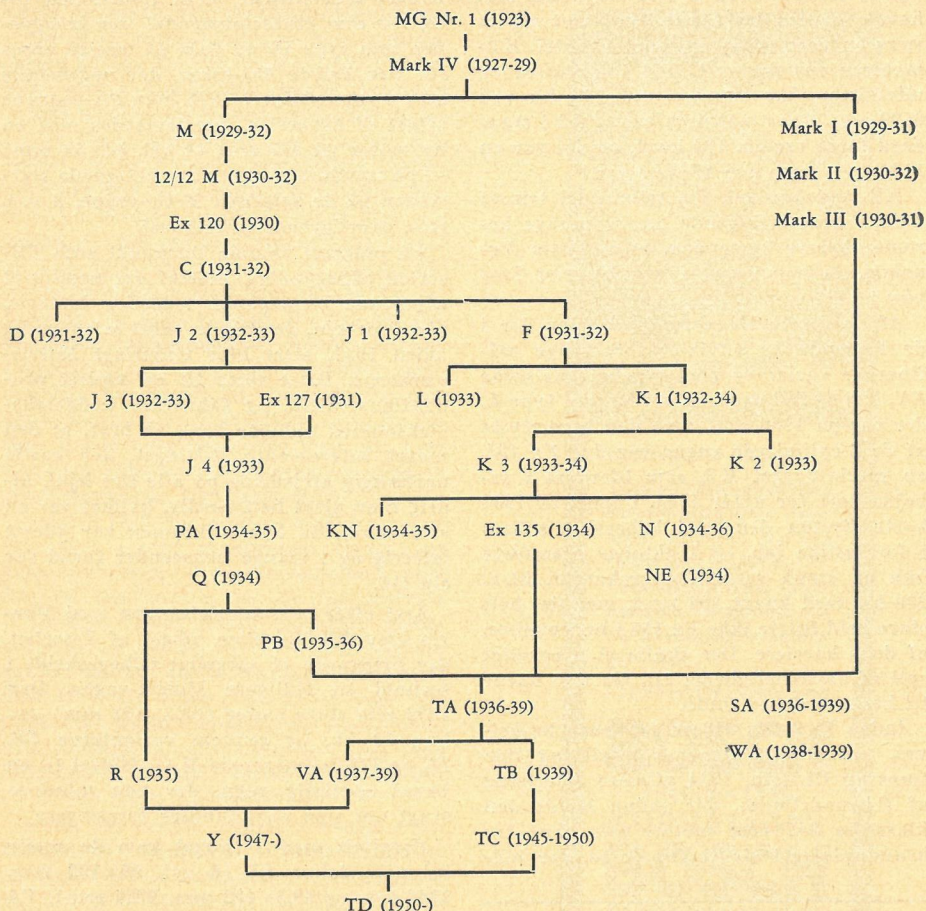 MG Nr. 1 (1923)
Mark IV (1927-29)
M (1929-32)
Mark I (1929-31)
12/12 M (1930-32)
Mark II (1930-32)
Ex 120 (1930)
Mark III (1930-31)
C (1931-32)
D (1931-32)
J 2 (1932-33)
J 1 (1932-33)
F (1931-32)
J 3 (1932-33)
Ex 127 (1931)
L (1933)
K 1 (1932-34)
J 4 (1933)
K 3 (1933-34)
K 2 (1933)
PA (1934-35)
KN (1934-35)
Ex 135 (1934)
N (1934-36)
Q (1934)
NE (1934)
PB (1935-36)
TA (1936-39)
SA (1936-1939)
WA (1938-1939)
R (1935)
VA (1937-39)
TB (1939)
Y (1947-)
TC (1945-1950)
TD (1950-)